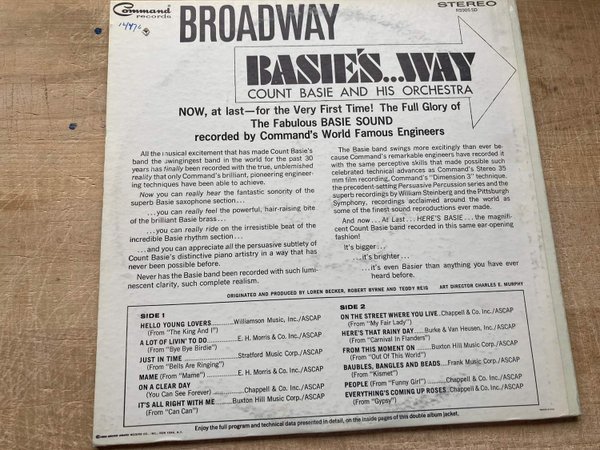 Command
records
BROADWAY
STEREO
RS905SD
BASIE'S...WAY
COUNT BASIE AND HIS ORCHESTRA
NOW, at last—for the Very First Time! The Full Glory of
The Fabulous BASIE SOUND
recorded by Command's World Famous Engineers
All the musical excitement that has made Count Basie's
band the swingingest band in the world for the past 30
years has finally been recorded with the true, unblemished
reality that only Command's brilliant, pioneering engineer-
ing techniques have been able to achieve.
Now you can really hear the fantastic sonority of the
superb Basie saxophone section...
...you can really feel the powerful, hair-raising bite
of the brilliant Basie brass...
...you can really ride on the irresistible beat of the
incredible Basie rhythm section...
...and you can appreciate all the persuasive subtlety of
Count Basie's distinctive piano artistry in a way that has
never been possible before.
Never has the Basie band been recorded with such lumi-
nescent clarity, such complete realism.
The Basie band swings more excitingly than ever be-
cause Command's remarkable engineers have recorded it
with the same perceptive skills that made possible such
celebrated technical advances as Command's Stereo 35
mm film recording, Command's "Dimension 3" technique,
the precedent-setting Persuasive Percussion series and the
superb recordings by William Steinberg and the Pittsburgh
Symphony, recordings acclaimed around the world as
some of the finest sound reproductions ever made.
And now...At Last...HERE'S BASIE...the magnifi-
cent Count Basie band recorded in this same ear-opening
fashion!
It's bigger...
...it's brighter...
...it's even Basier than anything you have ever
heard before.
ORIGINATED AND PRODUCED BY LOREN BECKER, ROBERT BYRNE AND TEDDY REIG
ART DIRECTOR CHARLES E. MURPHY
SIDE 1
HELLO YOUNG LOVERS..........Williamson Music, Inc./ASCAP
(From "The King And I")
A LOT OF LIVIN' TO DO..........E. H. Morris & Co./ASCAP
(From "Bye Bye Birdie")
JUST IN TIME..........Stratford Music Corp./ASCAP
(From "Bells Are Ringing")
MAME (From "Mame")..........E. H. Morris & Co./ASCAP
ON A CLEAR DAY
(You Can See Forever)..........Chappell & Co. Inc./ASCAP
IT'S ALL RIGHT WITH ME..........Buxton Hill Music Corp./ASCAP
(From "Can Can")
SIDE 2
ON THE STREET WHERE YOU LIVE..Chappell & Co. Inc./ASCAP
(From "My Fair Lady")
HERE'S THAT RAINY DAY......Burke & Van Heusen, Inc./ASCAP
(From "Carnival In Flanders")
FROM THIS MOMENT ON..........Buxton Hill Music Corp./ASCAP
(From "Out Of This World")
BAUBLES, BANGLES AND BEADS....Frank Music Corp./ASCAP
(From "Kismet")
PEOPLE (From "Funny Girl")..........Chappell & Co. Inc./ASCAP
EVERYTHING'S COMING UP ROSES..Chappell & Co. Inc./ASCAP
(From "Gypsy")
Enjoy the full program and technical data presented in detail, on the inside pages of this double album jacket.